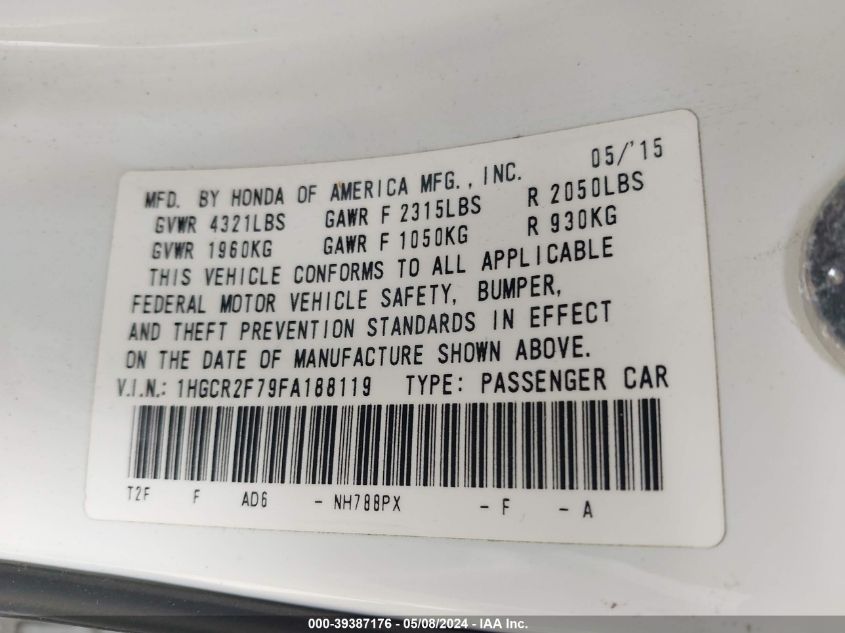 MFD. BY HONDA OF AMERICA MFG., INC. 05/'15
GVWR 4321LBS GAWR F 2315LBS R 2050LBS
GVWR 1960KG GAWR F 1050KG R 930KG
THIS VEHICLE CONFORMS TO ALL APPLICABLE
FEDERAL MOTOR VEHICLE SAFETY, BUMPER,
AND THEFT PREVENTION STANDARDS IN EFFECT
ON THE DATE OF MANUFACTURE SHOWN ABOVE.
V.I.N.: 1HGCR2F79FA188119 TYPE: PASSENGER CAR
T2F F AD6 - NH788PX - F - A
000-39387176 - 05/08/2024 - IAA Inc.